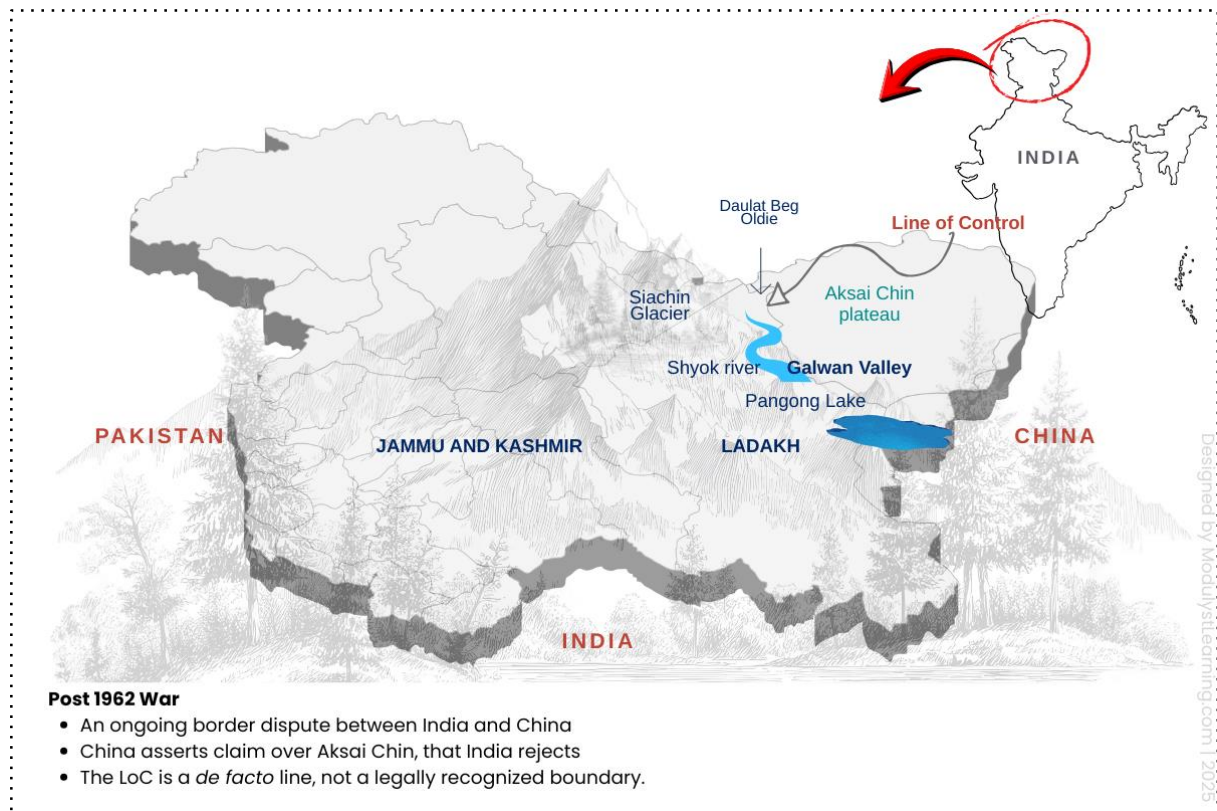 INDIA
Daulat Beg
Oldie
Line of Control
Siachin
Glacier
Aksai Chin
plateau
Shyok river
Galwan Valley
Pangong Lake
PAKISTAN
JAMMU AND KASHMIR
LADAKH
CHINA
INDIA
Post 1962 War
• An ongoing border dispute between India and China
• China asserts claim over Aksai Chin, that India rejects
• The LoC is a de facto line, not a legally recognized boundary.
Designed by Modulystlearning.com | 2025